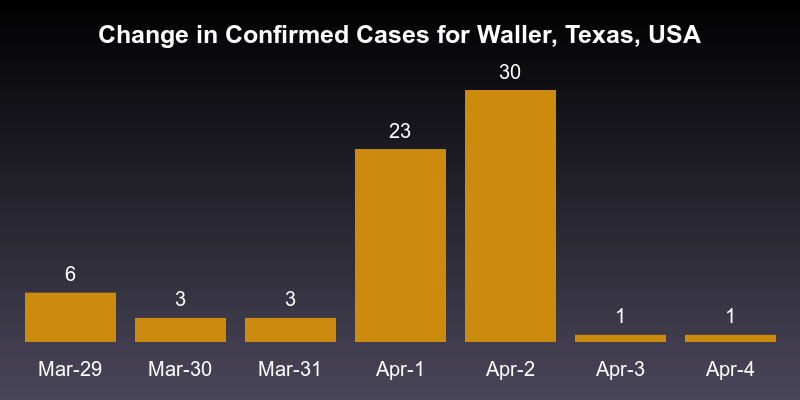 Change in Confirmed Cases for Waller, Texas, USA
30
23
6
3
3
1
1
Mar-29
Mar-30
Mar-31
Apr-1
Apr-2
Apr-3
Apr-4